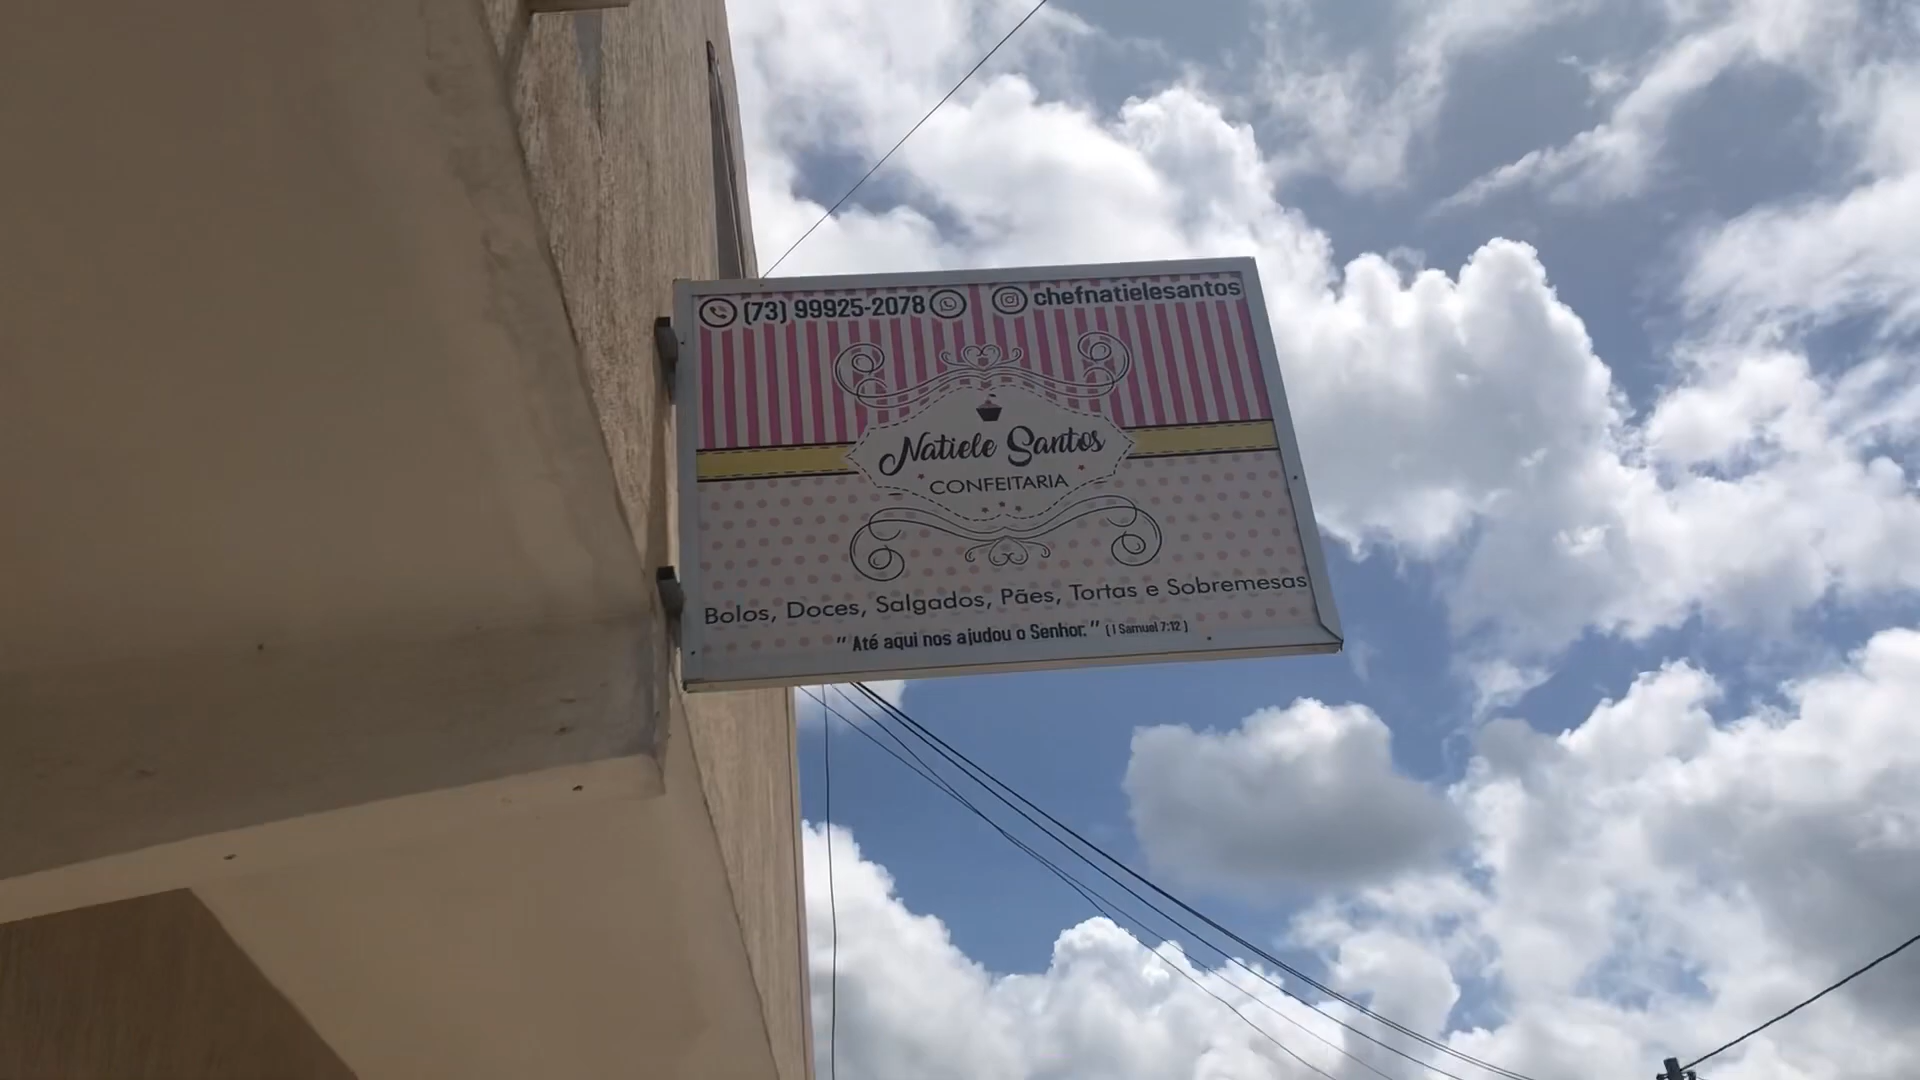 (73) 99925-2078 chefnatielesantos
Natiele Santos
CONFEITARIA
Bolos, Doces, Salgados, Pães, Tortas e Sobremesas
" Até aqui nos ajudou o Senhor. " ( I Samuel 7:12 )